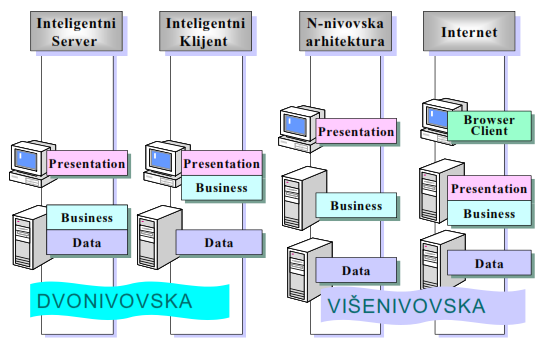 Inteligentni
Server
Inteligentni
Klijent
N-nivovska
arhitektura
Internet
Presentation
Business
Data
Presentation
Business
Data
Presentation
Business
Data
Browser
Client
Presentation
Business
Data
DVONIVOVSKA
VIŠENIVOVSKA